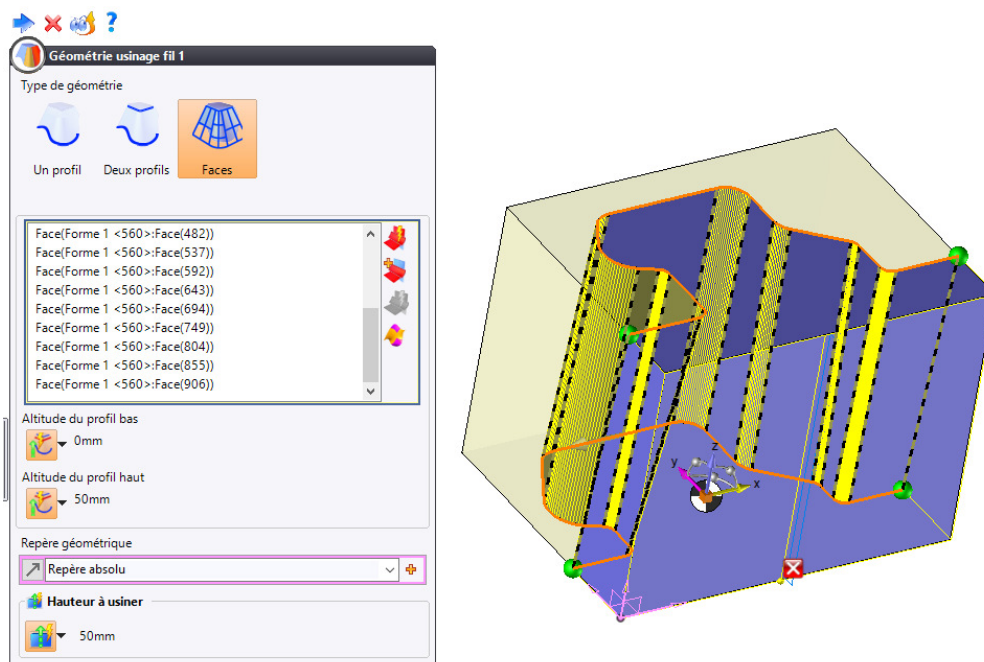 ?
Géométrie usinage fil 1
Type de géométrie
Un profil
Deux profils
Faces
Face(Forme 1 <560>:Face(482))
Face(Forme 1 <560>:Face(537))
Face(Forme 1 <560>:Face(592))
Face(Forme 1 <560>:Face(643))
Face(Forme 1 <560>:Face(694))
Face(Forme 1 <560>:Face(749))
Face(Forme 1 <560>:Face(804))
Face(Forme 1 <560>:Face(855))
Face(Forme 1 <560>:Face(906))
Altitude du profil bas
0mm
Altitude du profil haut
50mm
Repère géométrique
Repère absolu
Hauteur à usiner
50mm
z
y
x